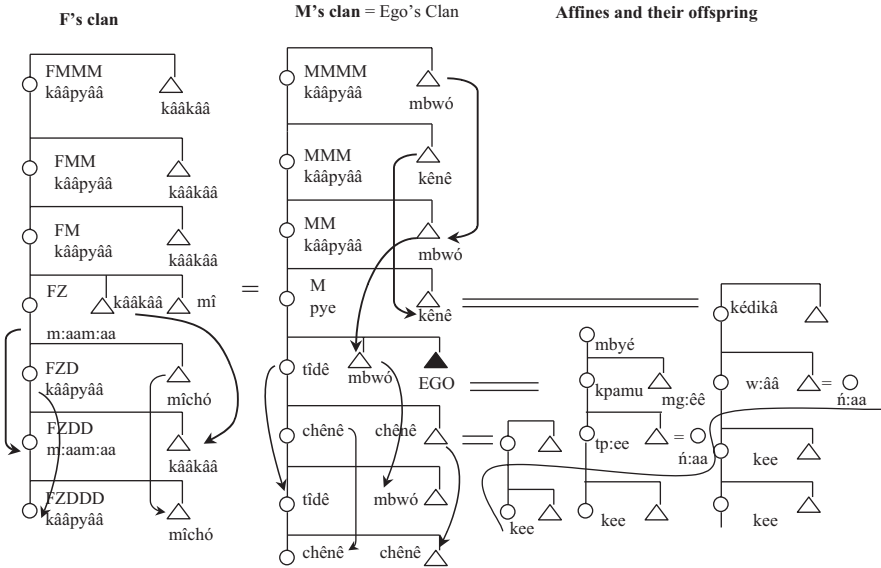 F's clan
M's clan = Ego's Clan
Affines and their offspring
FMMM
kââpyââ
kââkââ
FMM
kââpyââ
kââkââ
FM
kââpyââ
kââkââ
FZ
kââkââ
mî
m:aam:aa
FZD
kââpyââ
mîchó
FZDD
m:aam:aa
kââkââ
FZDDD
kââpyââ
mîchó
=
MMMM
kââpyââ
mbwó
MMM
kââpyââ
kênê
MM
kââpyââ
mbwó
M
pye
kênê
tîdê
mbwó
EGO
chênê
chênê
tîdê
mbwó
chênê
chênê
kee
mbyé
kpamu
mg:êê
tp:ee
=
ń:aa
kee
kédikâ
w:ââ
=
ń:aa
kee
kee